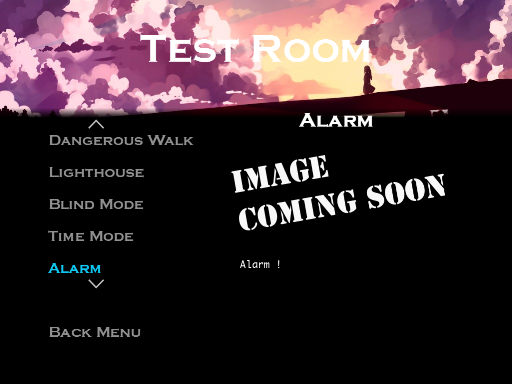 Test Room
Dangerous Walk
Lighthouse
Blind Mode
Time Mode
Alarm
Back Menu
Alarm
IMAGE
COMING SOON
Alarm !